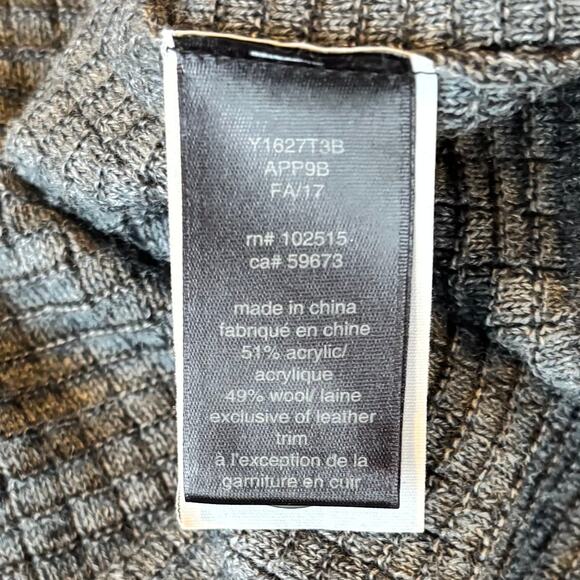 Y1627T3B
APP9B
FA/17
rn# 102515
ca# 59673
made in china
fabriqué en chine
51% acrylic/
acrylique
49% wool/ laine
exclusive of leather
trim
à l'exception de la
garniture en cuir